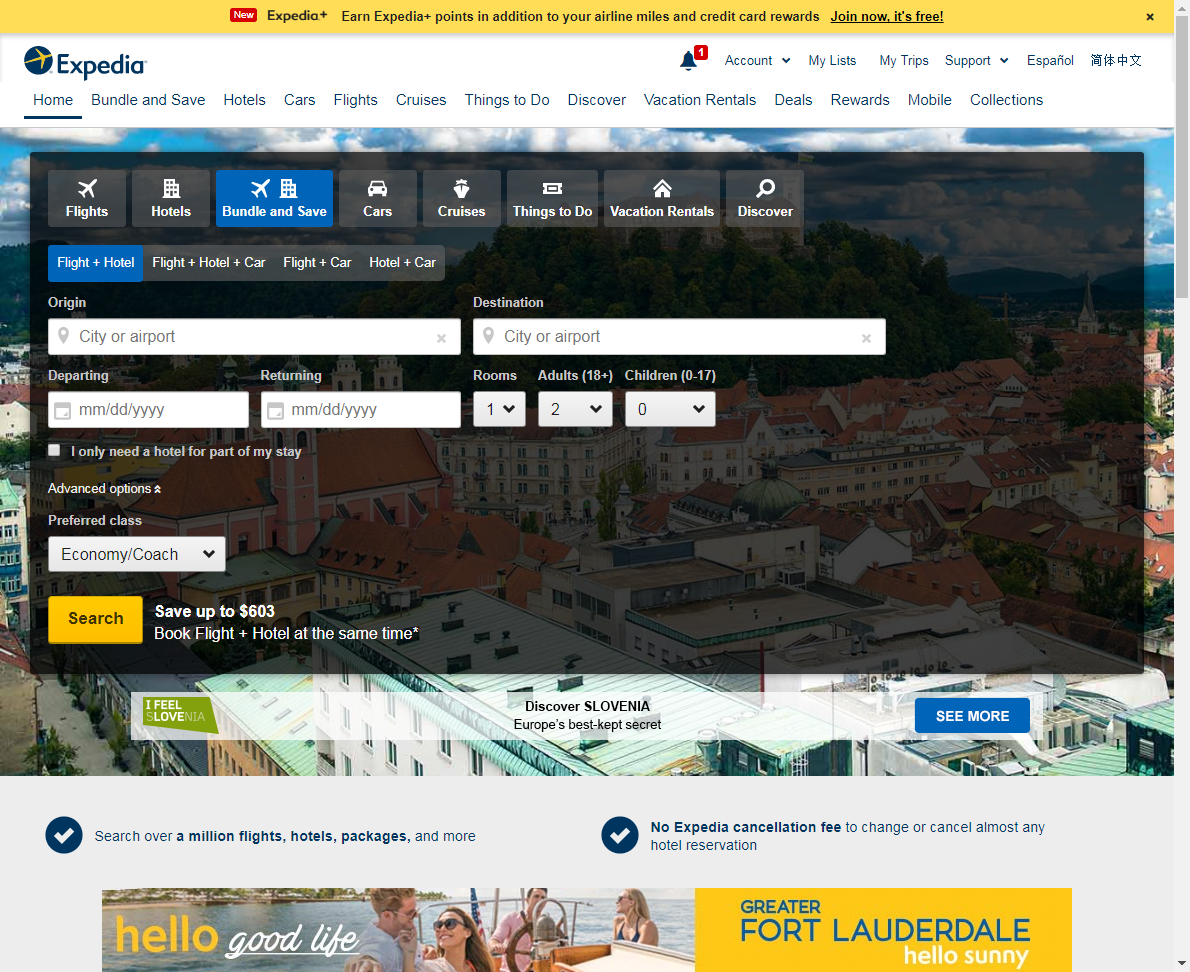 New Expedia+ Earn Expedia+ points in addition to your airline miles and credit card rewards Join now, it's free! ×
Expedia 1 Account My Lists My Trips Support Español 简体中文
Home Bundle and Save Hotels Cars Flights Cruises Things to Do Discover Vacation Rentals Deals Rewards Mobile Collections
Flights Hotels Bundle and Save Cars Cruises Things to Do Vacation Rentals Discover
Flight + Hotel Flight + Hotel + Car Flight + Car Hotel + Car
Origin Destination
City or airport × City or airport ×
Departing Returning Rooms Adults (18+) Children (0-17)
mm/dd/yyyy mm/dd/yyyy 1 2 0
I only need a hotel for part of my stay
Advanced options
Preferred class
Economy/Coach
Search
Save up to $603
Book Flight + Hotel at the same time*
I FEEL
SLOVENIA
Discover SLOVENIA
Europe's best-kept secret
SEE MORE
Search over a million flights, hotels, packages, and more
No Expedia cancellation fee to change or cancel almost any
hotel reservation
hello good life
GREATER
FORT LAUDERDALE
hello sunny